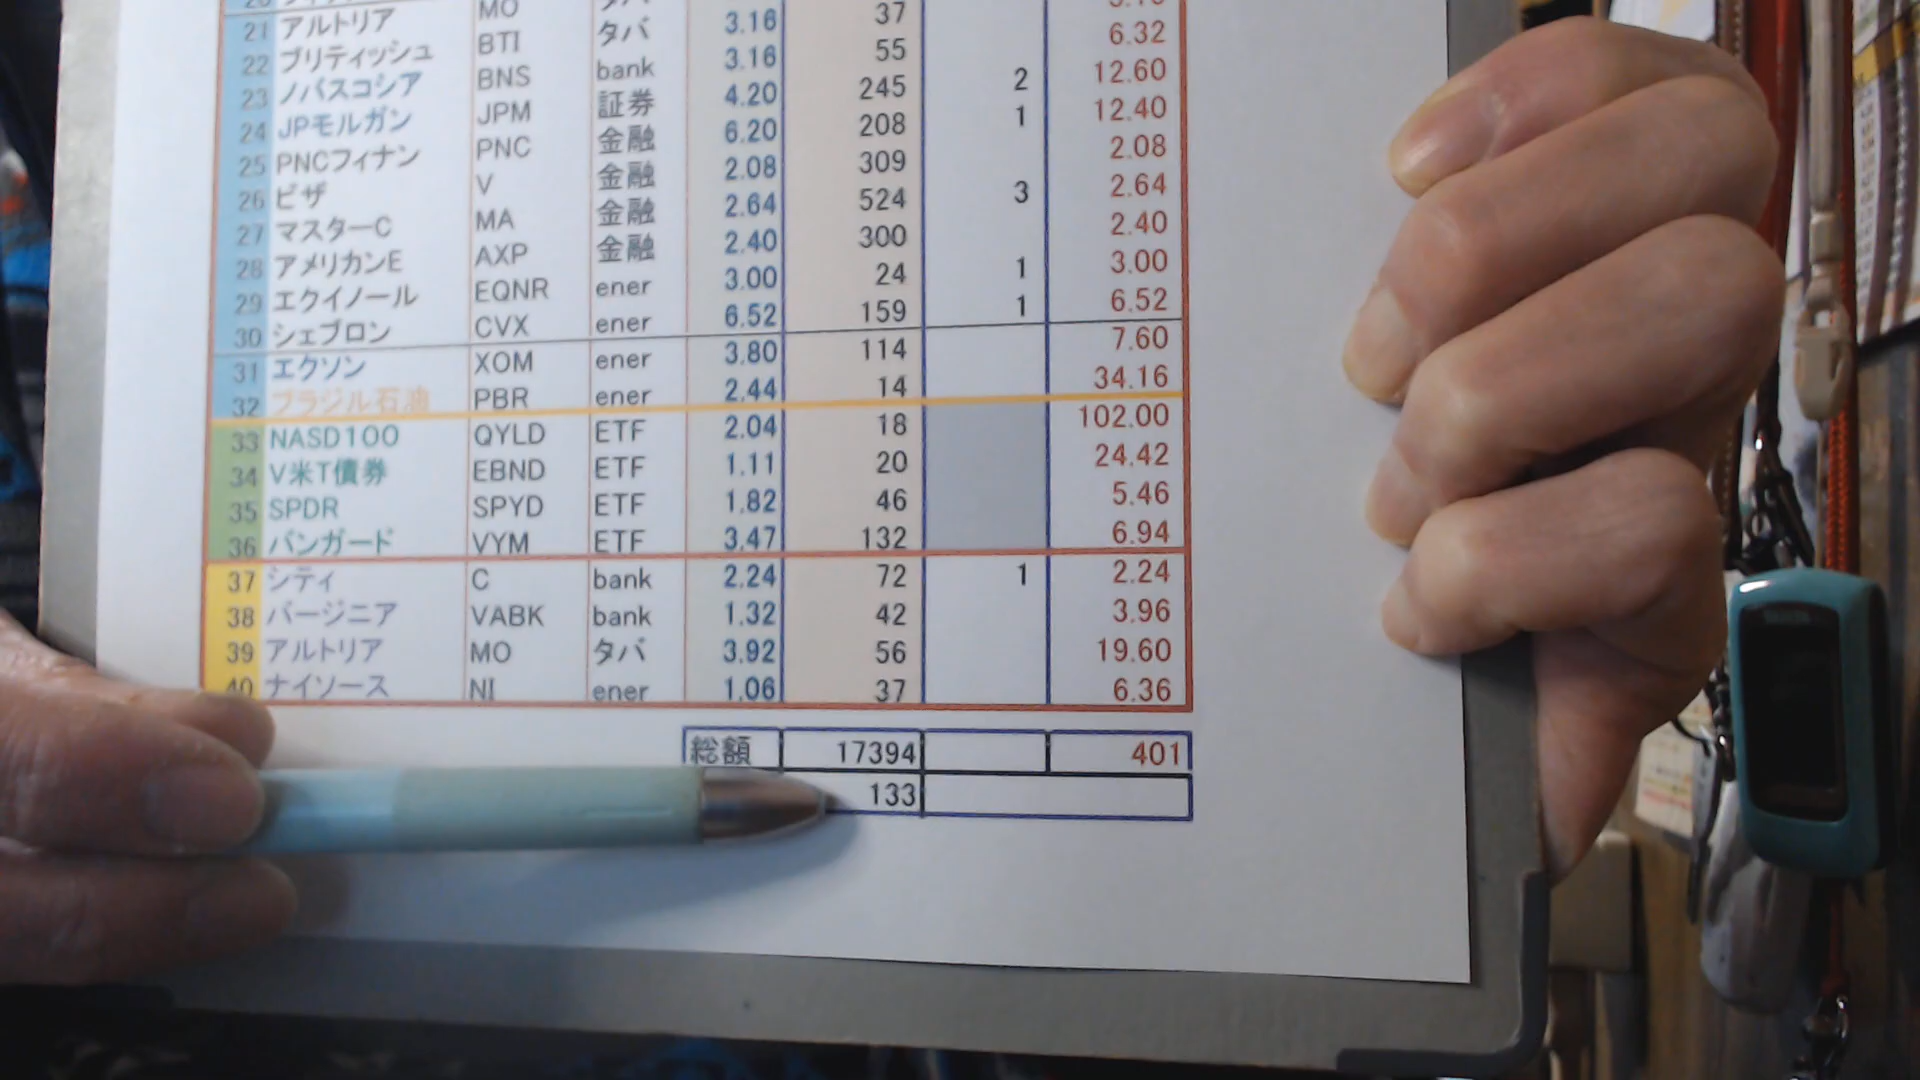 21 アルトリア MO
22 ブリティッシュ BTI タバ 3.16 37
23 ノバスコシア BNS bank 3.16 55 6.32
24 JPモルガン JPM 証券 4.20 245 2 12.60
25 PNCフィナン PNC 金融 6.20 208 1 12.40
26 ビザ V 金融 2.08 309 2.08
27 マスターC MA 金融 2.64 524 3 2.64
28 アメリカンE AXP 金融 2.40 300 2.40
29 エクイノール EQNR ener 3.00 24 1 3.00
30 シェブロン CVX ener 6.52 159 1 6.52
31 エクソン XOM ener 3.80 114 7.60
32 ブラジル石油 PBR ener 2.44 14 34.16
33 NASD100 QYLD ETF 2.04 18 102.00
34 V米T債券 EBND ETF 1.11 20 24.42
35 SPDR SPYD ETF 1.82 46 5.46
36 バンガード VYM ETF 3.47 132 6.94
37 シティ C bank 2.24 72 1 2.24
38 バージニア VABK bank 1.32 42 3.96
39 アルトリア MO タバ 3.92 56 19.60
40 ナイソース NI ener 1.06 37 6.36
総額 17394 401
133